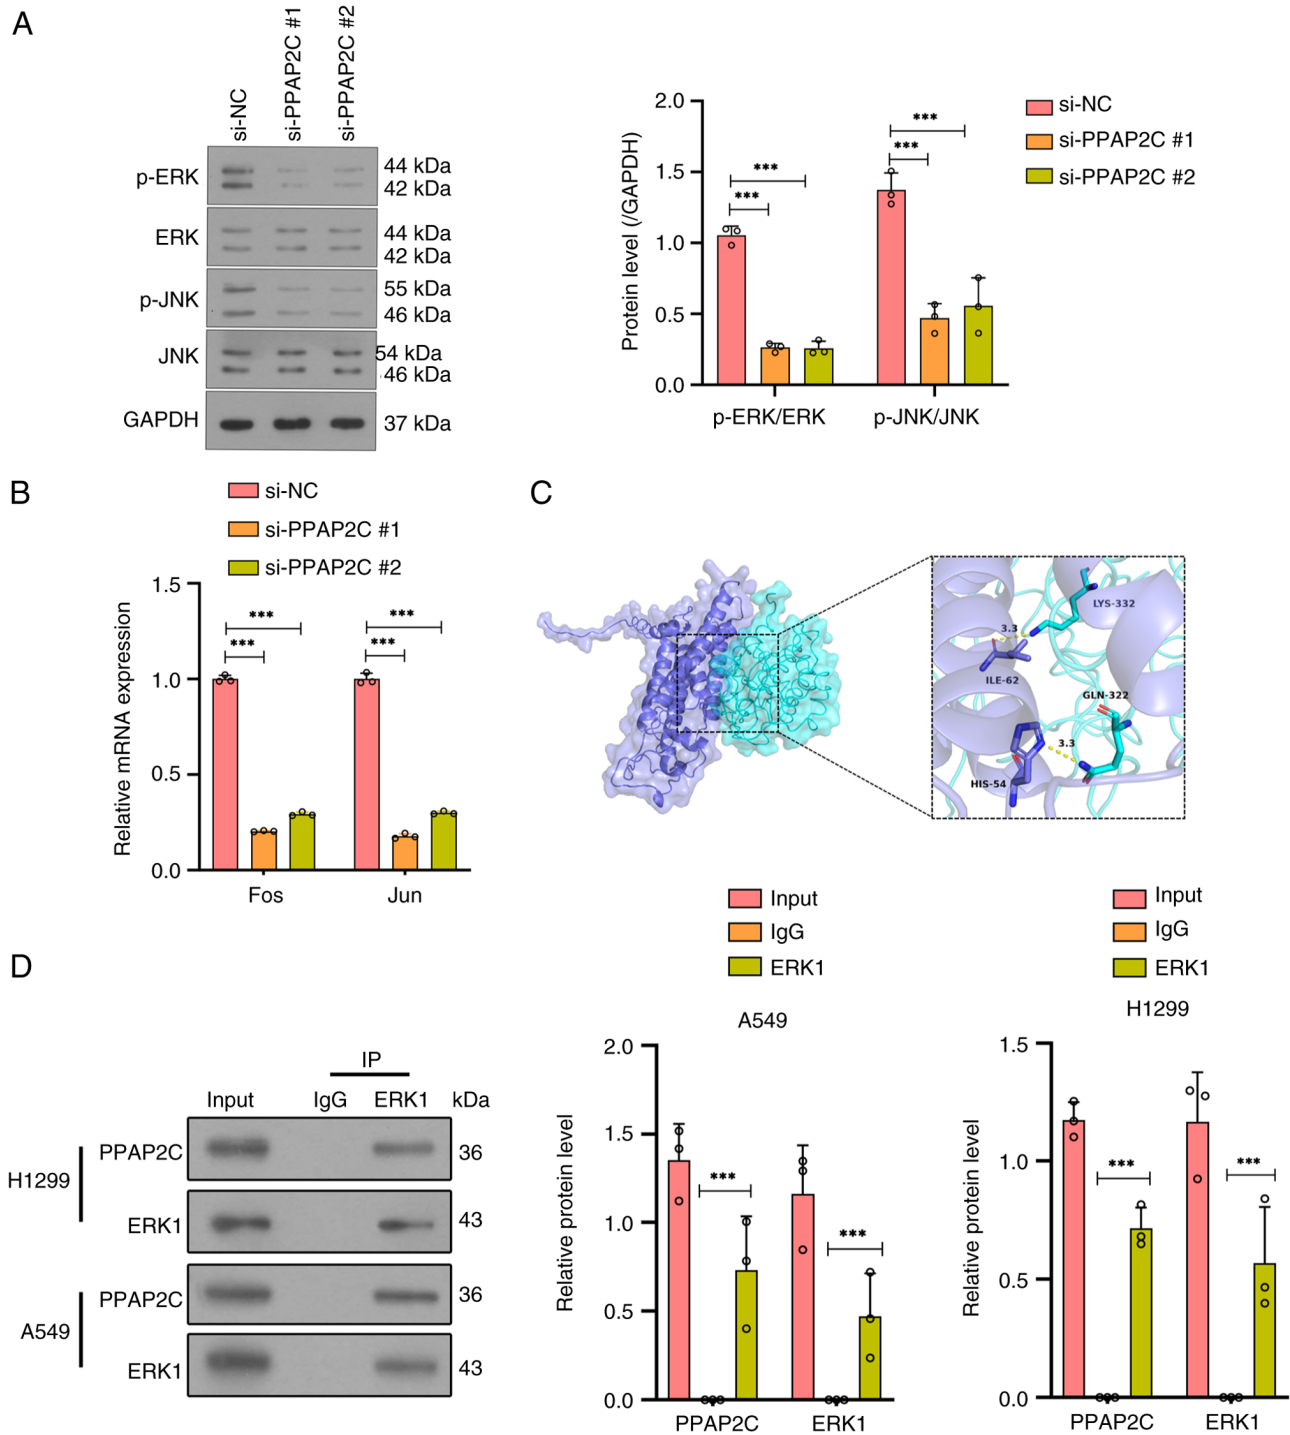 A
si-NC
si-PPAP2C #1
si-PPAP2C #2
p-ERK
44 kDa
42 kDa
ERK
44 kDa
42 kDa
p-JNK
55 kDa
46 kDa
JNK
54 kDa
46 kDa
GAPDH
37 kDa
Protein level (/GAPDH)
2.0
1.5
1.0
0.5
0.0
***
***
***
***
p-ERK/ERK
p-JNK/JNK
si-NC
si-PPAP2C #1
si-PPAP2C #2
B
si-NC
si-PPAP2C #1
si-PPAP2C #2
Relative mRNA expression
1.5
1.0
0.5
0.0
***
***
***
***
Fos
Jun
C
LYS-332
3.3
ILE-62
GLN-322
3.3
HIS-54
D
IP
Input
IgG
ERK1
kDa
H1299
PPAP2C
36
ERK1
43
A549
PPAP2C
36
ERK1
43
Input
IgG
ERK1
A549
Relative protein level
2.0
1.5
1.0
0.5
0.0
***
***
PPAP2C
ERK1
Input
IgG
ERK1
H1299
Relative protein level
1.5
1.0
0.5
0.0
***
***
PPAP2C
ERK1